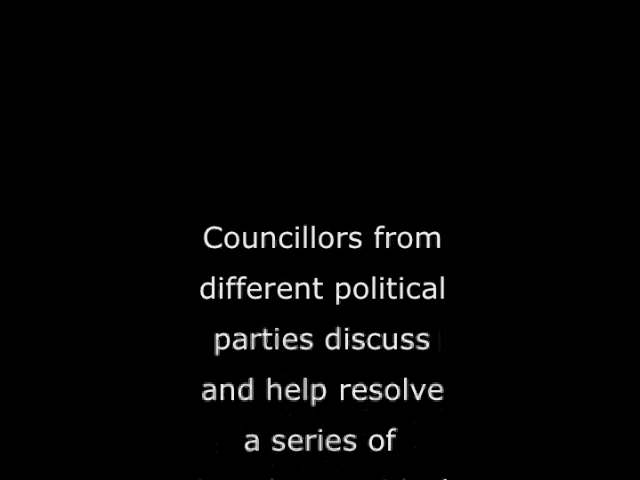 Councillors from
different political
parties discuss
and help resolve
a series of